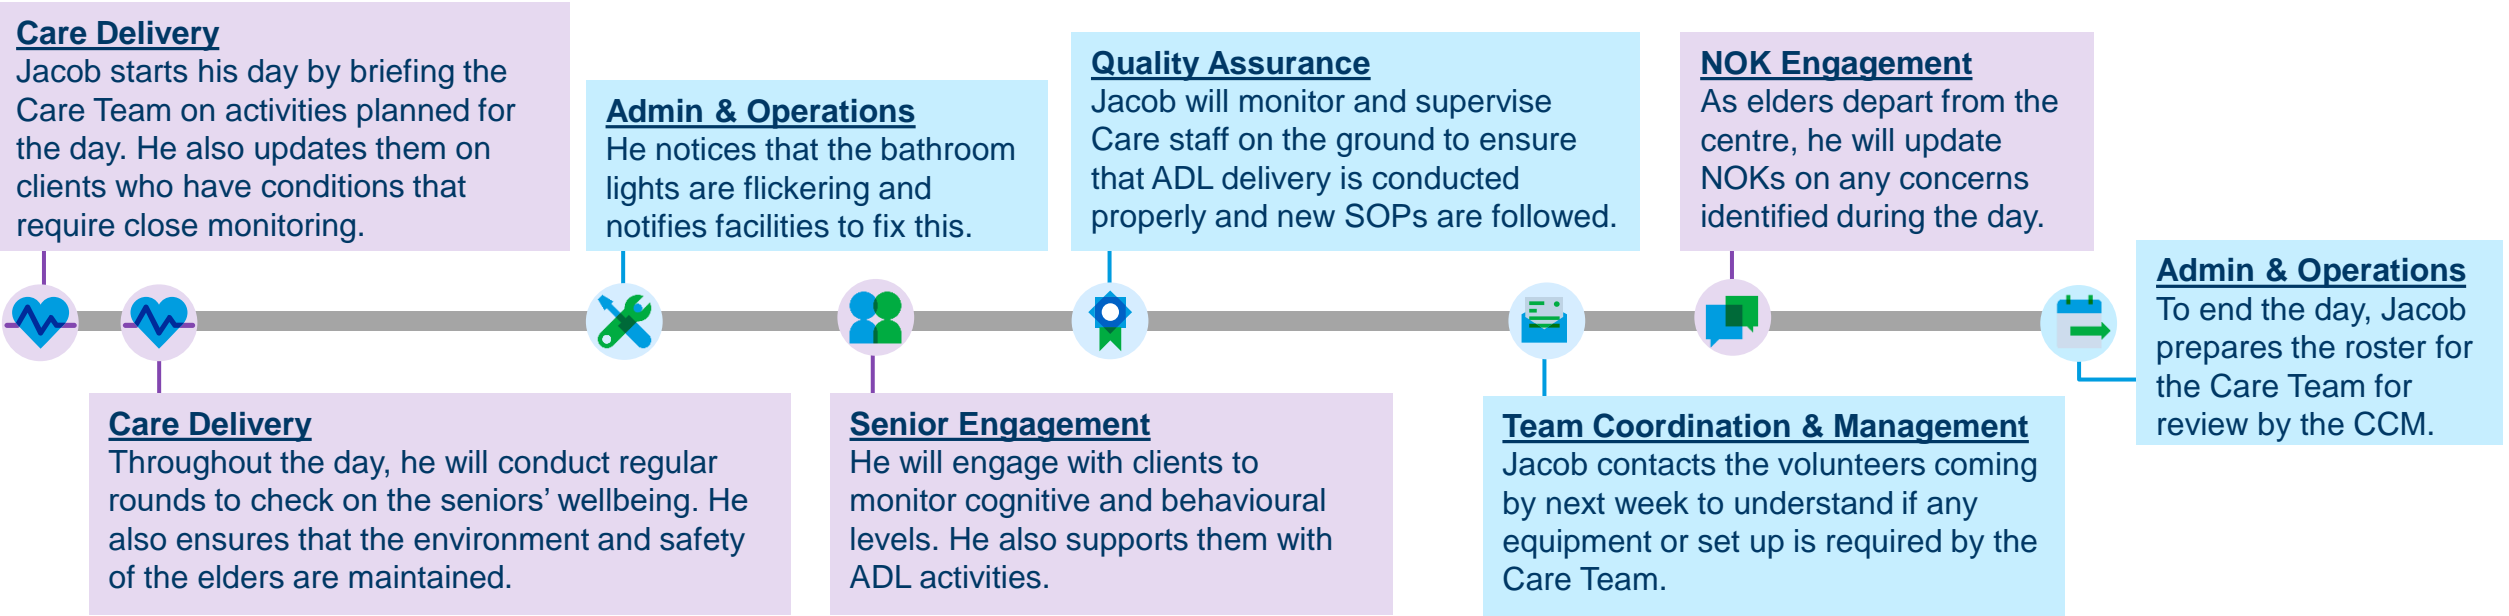 Care Delivery
Jacob starts his day by briefing the
Care Team on activities planned for
the day. He also updates them on
clients who have conditions that
require close monitoring.
Care Delivery
Throughout the day, he will conduct regular
rounds to check on the seniors’ wellbeing. He
also ensures that the environment and safety
of the elders are maintained.
Admin & Operations
He notices that the bathroom
lights are flickering and
notifies facilities to fix this.
Senior Engagement
He will engage with clients to
monitor cognitive and behavioural
levels. He also supports them with
ADL activities.
Quality Assurance
Jacob will monitor and supervise
Care staff on the ground to ensure
that ADL delivery is conducted
properly and new SOPs are followed.
Team Coordination & Management
Jacob contacts the volunteers coming
by next week to understand if any
equipment or set up is required by the
Care Team.
NOK Engagement
As elders depart from the
centre, he will update
NOKs on any concerns
identified during the day.
Admin & Operations
To end the day, Jacob
prepares the roster for
the Care Team for
review by the CCM.